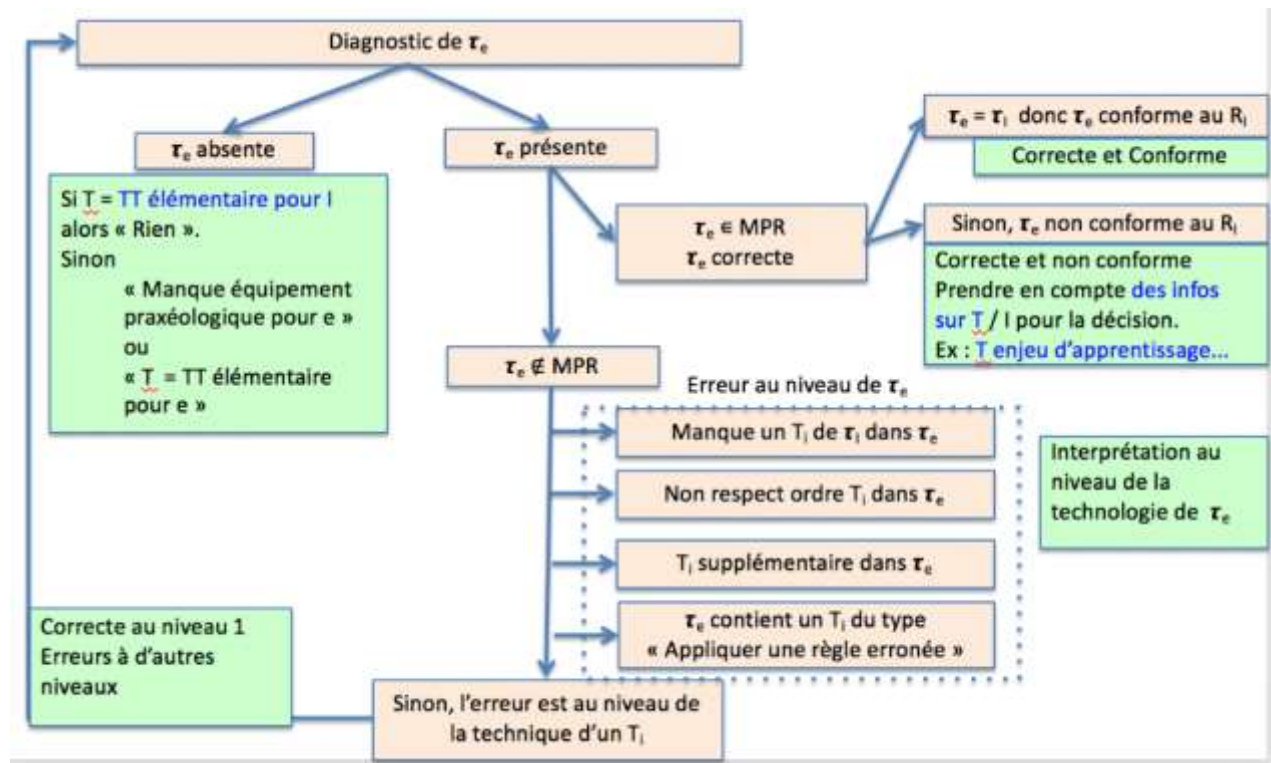 Diagnostic de 𝝉e
𝝉e absente
Si T = TT élémentaire pour I
alors « Rien ».
Sinon
« Manque équipement
praxéologique pour e »
ou
« T = TT élémentaire
pour e »
𝝉e présente
𝝉e ∈ MPR
𝝉e correcte
𝝉e = 𝝉I donc 𝝉e conforme au RI
Correcte et Conforme
Sinon, 𝝉e non conforme au RI
Correcte et non conforme
Prendre en compte des infos
sur T / I pour la décision.
Ex : T enjeu d’apprentissage...
𝝉e ∉ MPR
Erreur au niveau de 𝝉e
Manque un Ti de 𝝉I dans 𝝉e
Non respect ordre Ti dans 𝝉e
Ti supplémentaire dans 𝝉e
𝝉e contient un Ti du type
« Appliquer une règle erronée »
Interprétation au
niveau de la
technologie de 𝝉e
Correcte au niveau 1
Erreurs à d’autres
niveaux
Sinon, l’erreur est au niveau de
la technique d’un Ti